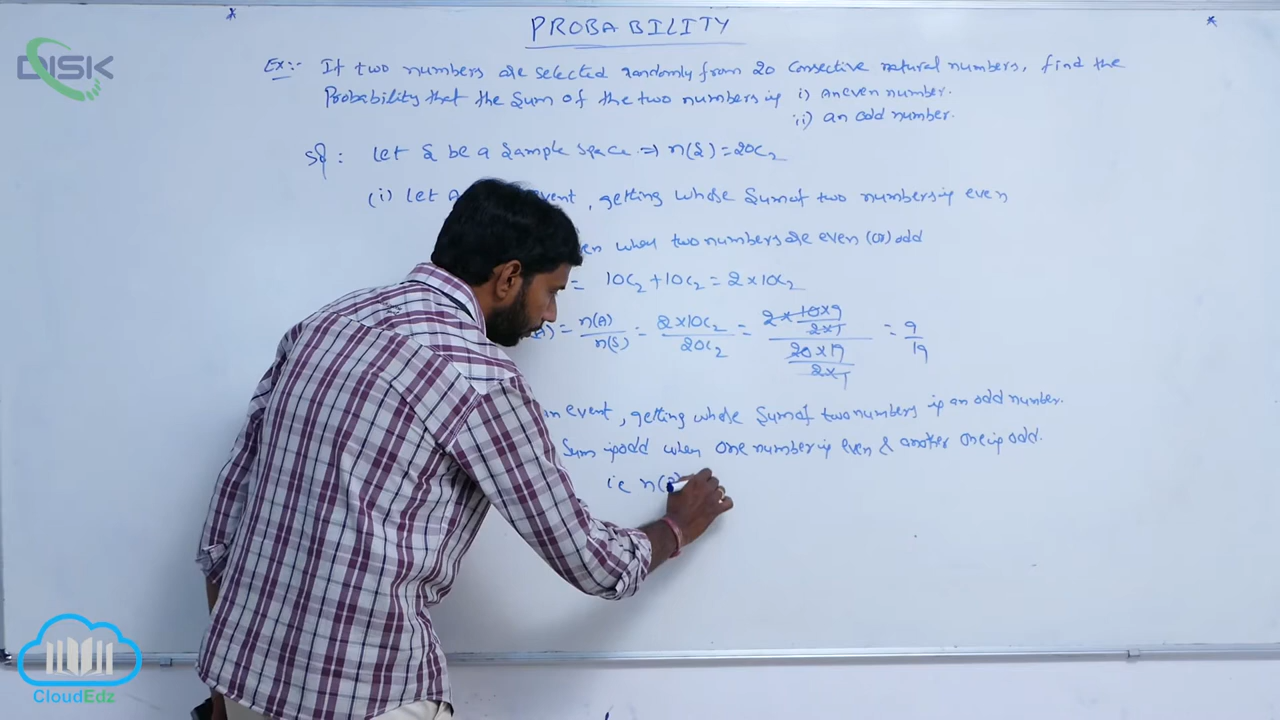 PROBABILITY
DISK
Ex:- If two numbers are selected randomly from 20 consective natural numbers, find the
Probability that the Sum of the two numbers is i) an even number.
ii) an odd number.
Sol: Let S be a Sample Space => n(S) = 20C₂
(i) Let A event, getting whose Sum of two numbers is even
when two numbers are even (or) odd
= 10C₂ + 10C₂ = 2 × 10C₂
= n(A)/n(S) = 2×10C₂/20C₂ = (2 × 10×9/2×1)/(20×19/2×1) = 9/19
an event, getting whose Sum of two numbers is an odd number.
Sum is odd when one number is even & another one is odd.
ie n(B)
CloudEdz